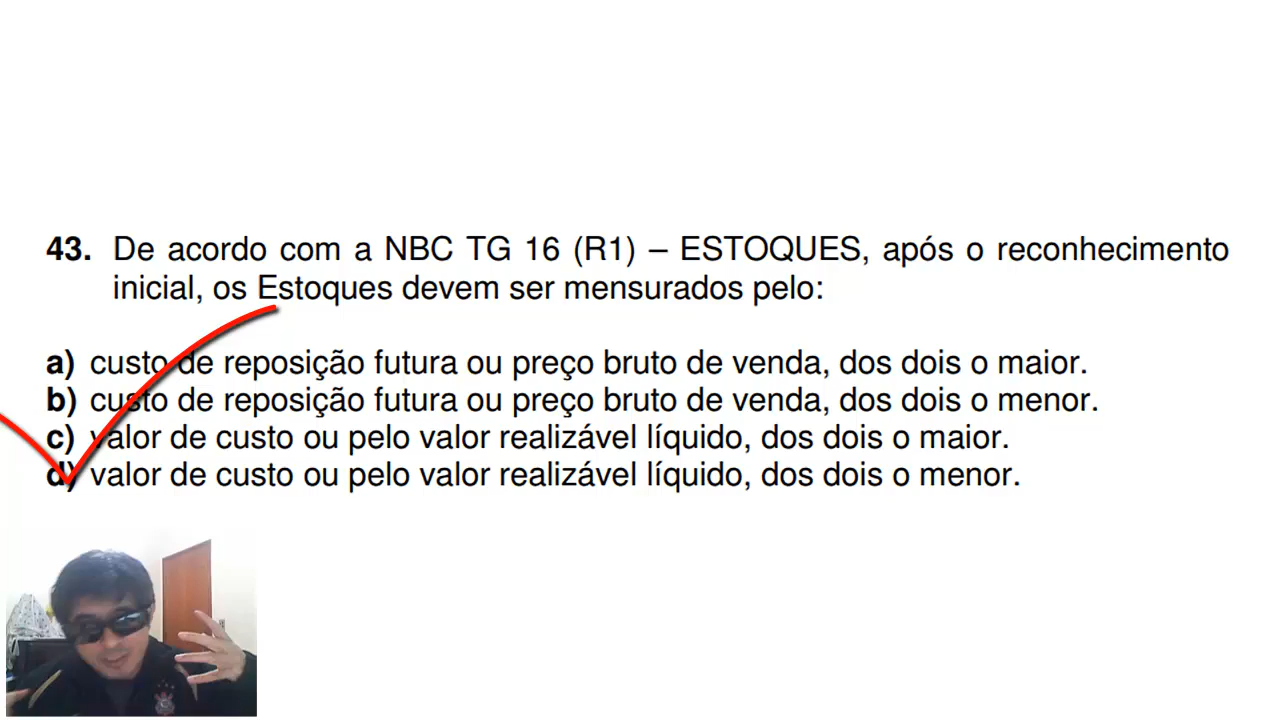 43. De acordo com a NBC TG 16 (R1) – ESTOQUES, após o reconhecimento
inicial, os Estoques devem ser mensurados pelo:
a) custo de reposição futura ou preço bruto de venda, dos dois o maior.
b) custo de reposição futura ou preço bruto de venda, dos dois o menor.
c) valor de custo ou pelo valor realizável líquido, dos dois o maior.
d) valor de custo ou pelo valor realizável líquido, dos dois o menor.